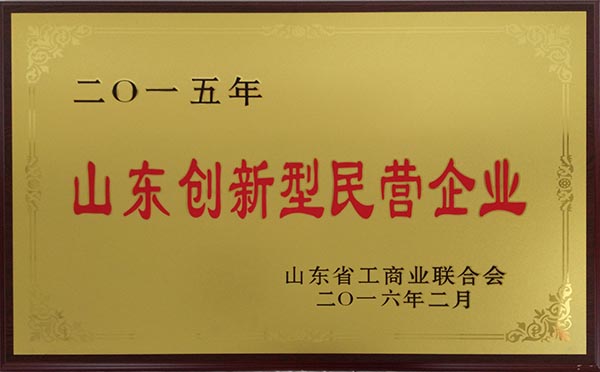 二〇一五年
山东创新型民营企业
山东省工商业联合会
二〇一六年二月